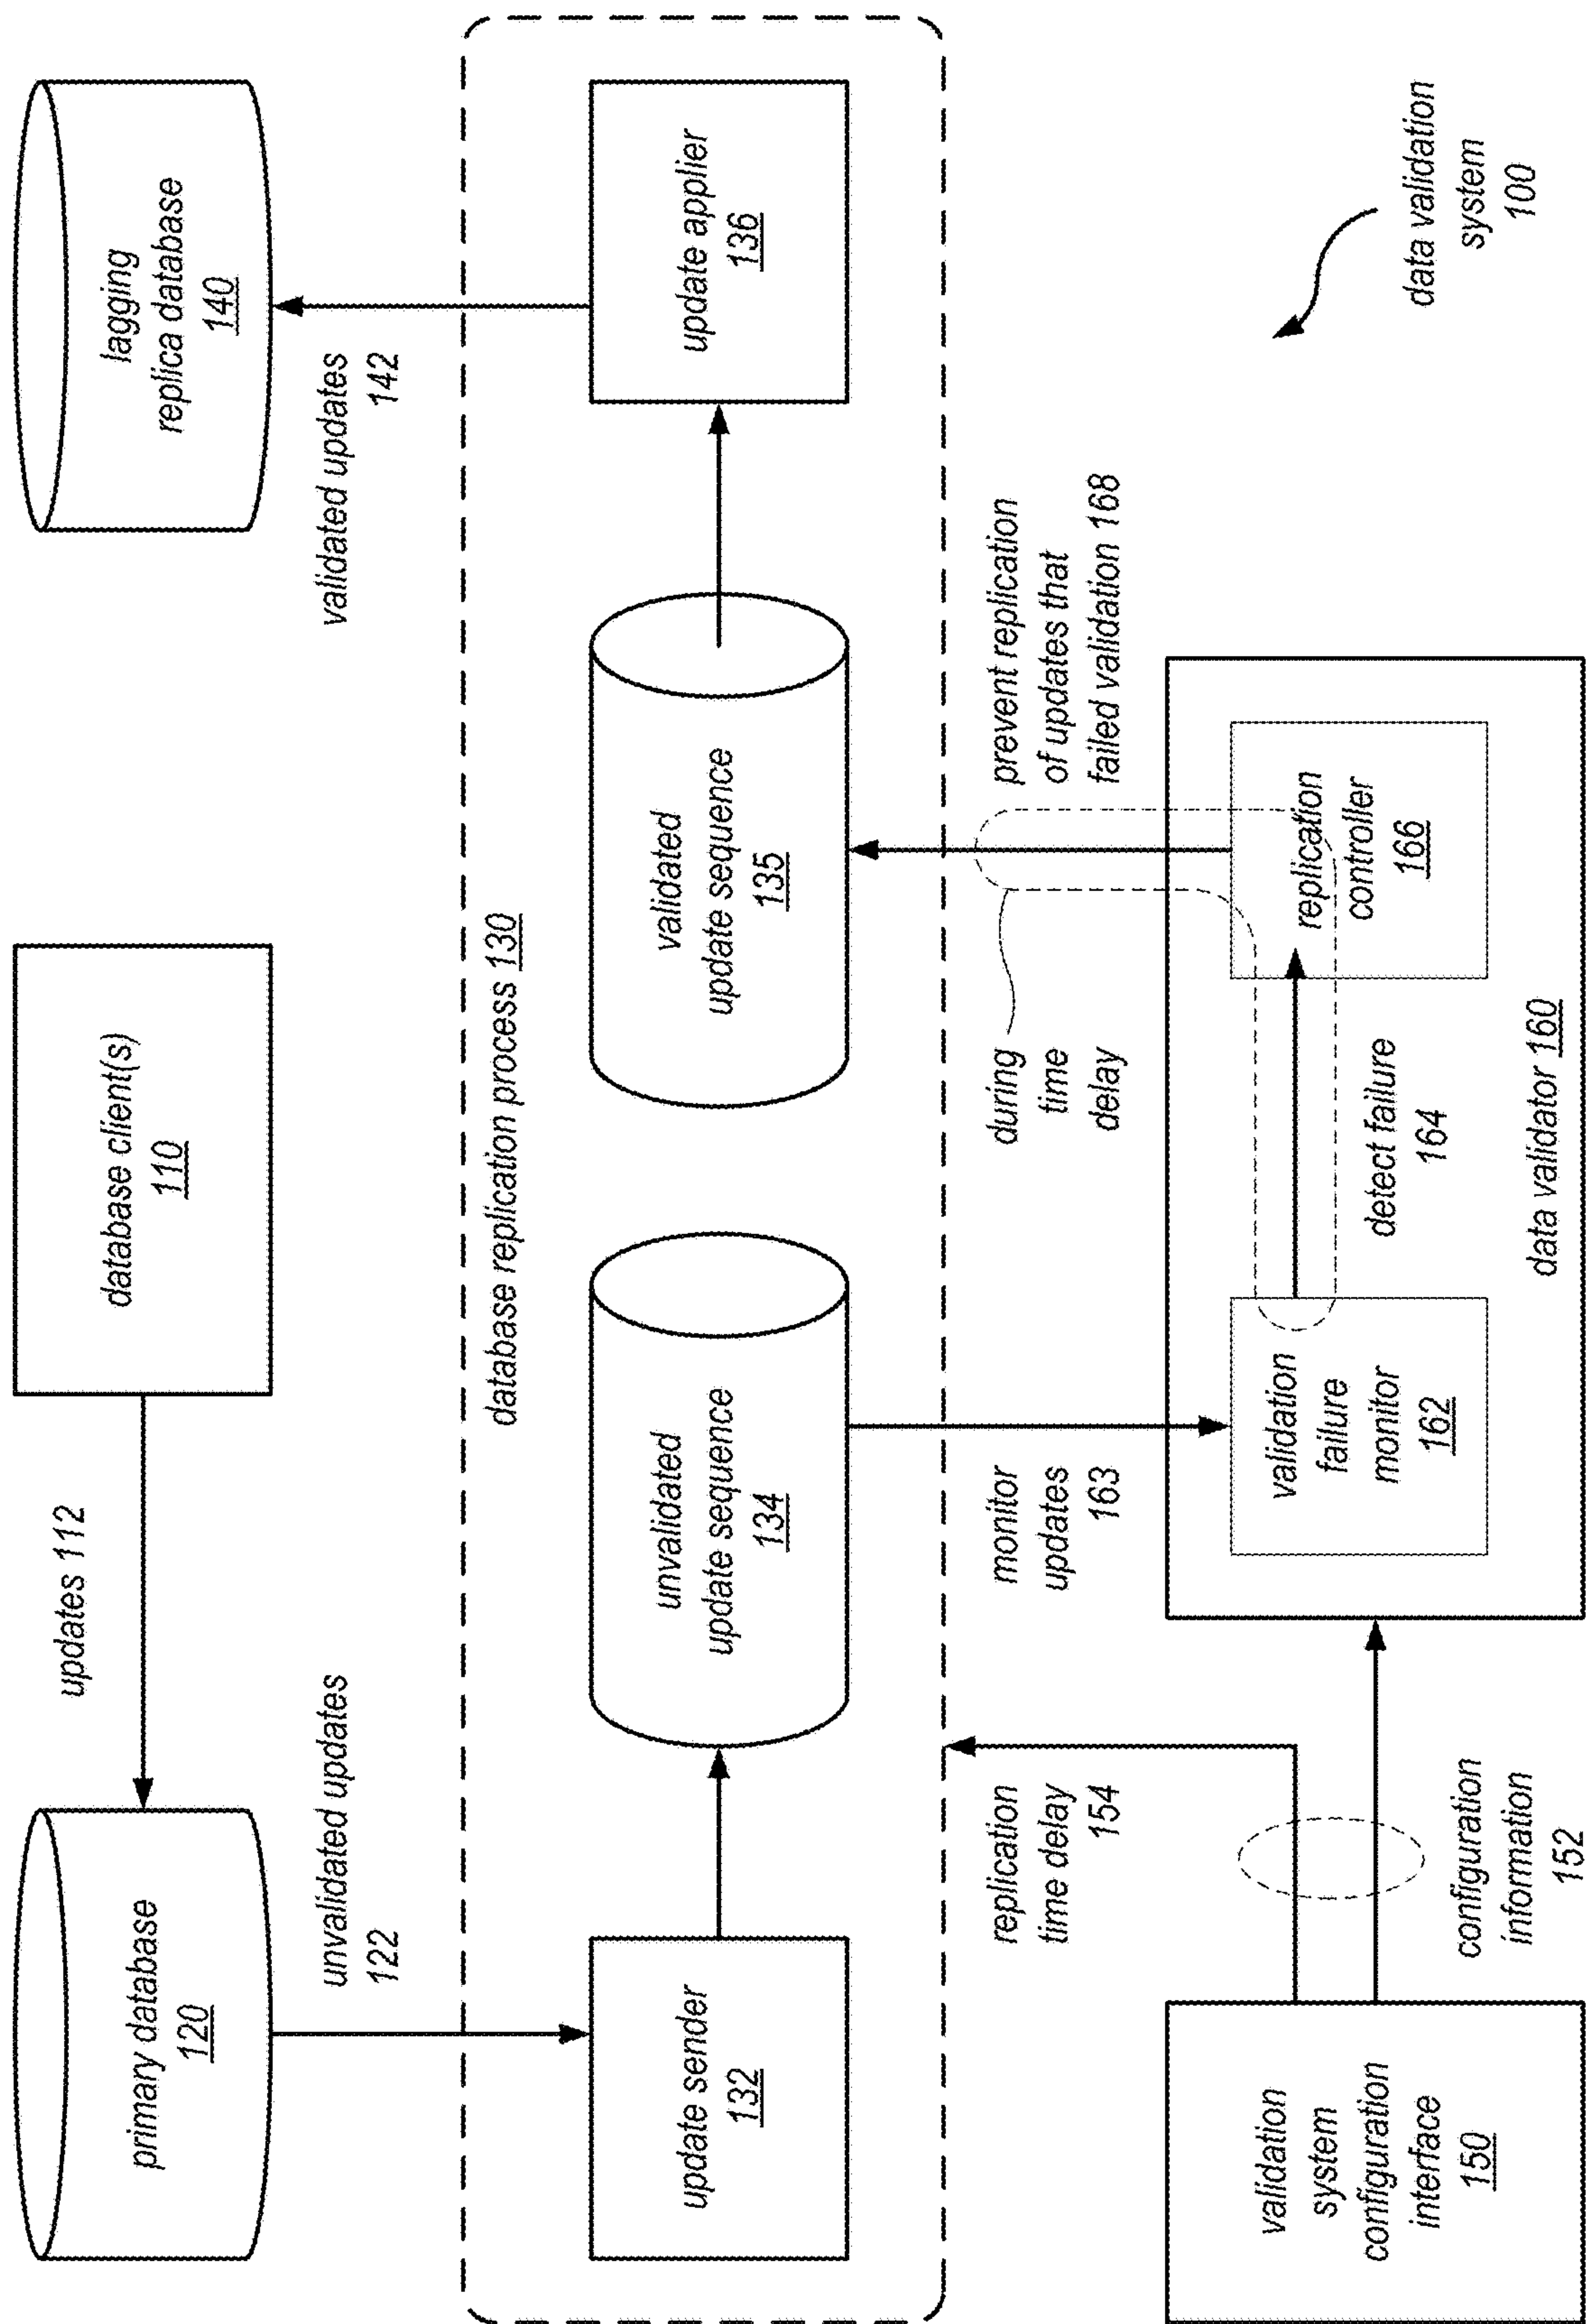 primary database
120
updates 112
database client(s)
110
lagging
replica database
140
unvalidated updates
122
validated updates
142
database replication process 130
update sender
132
unvalidated
update sequence
134
validated
update sequence
135
update applier
136
replication
time delay
154
monitor
updates
163
during
time
delay
prevent replication
of updates that
failed validation 168
validation
system
configuration
interface
150
configuration
information
152
validation
failure
monitor
162
detect failure
164
replication
controller
166
data validator 160
data validation
system
100